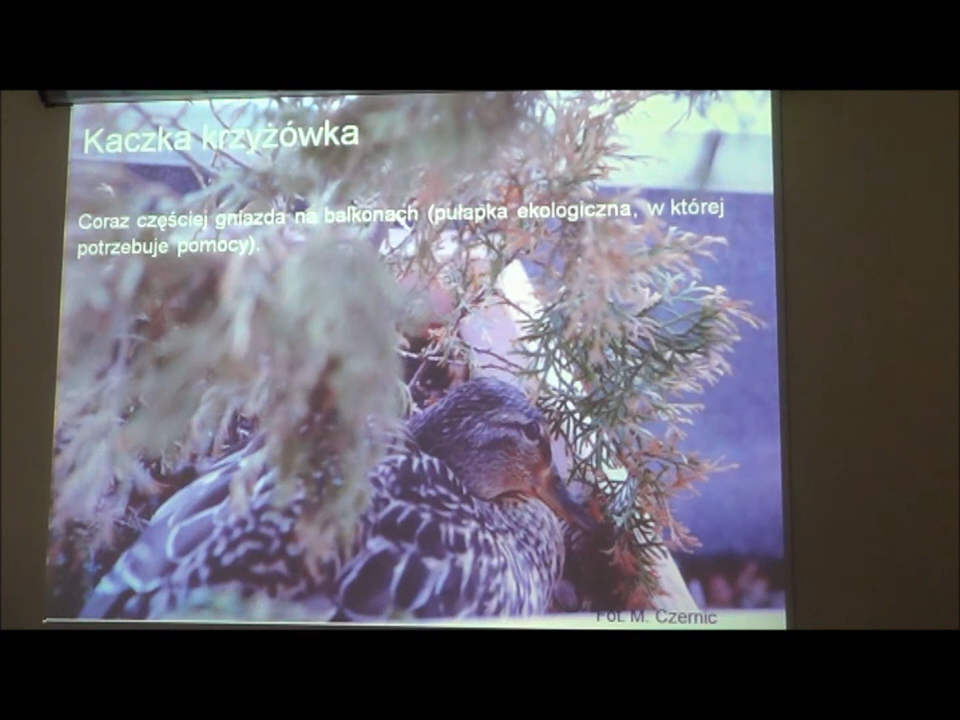 Kaczka krzyżówka
Coraz częściej gniazda na balkonach (pułapka ekologiczna, w której
potrzebuje pomocy).
Fot. M. Czernic